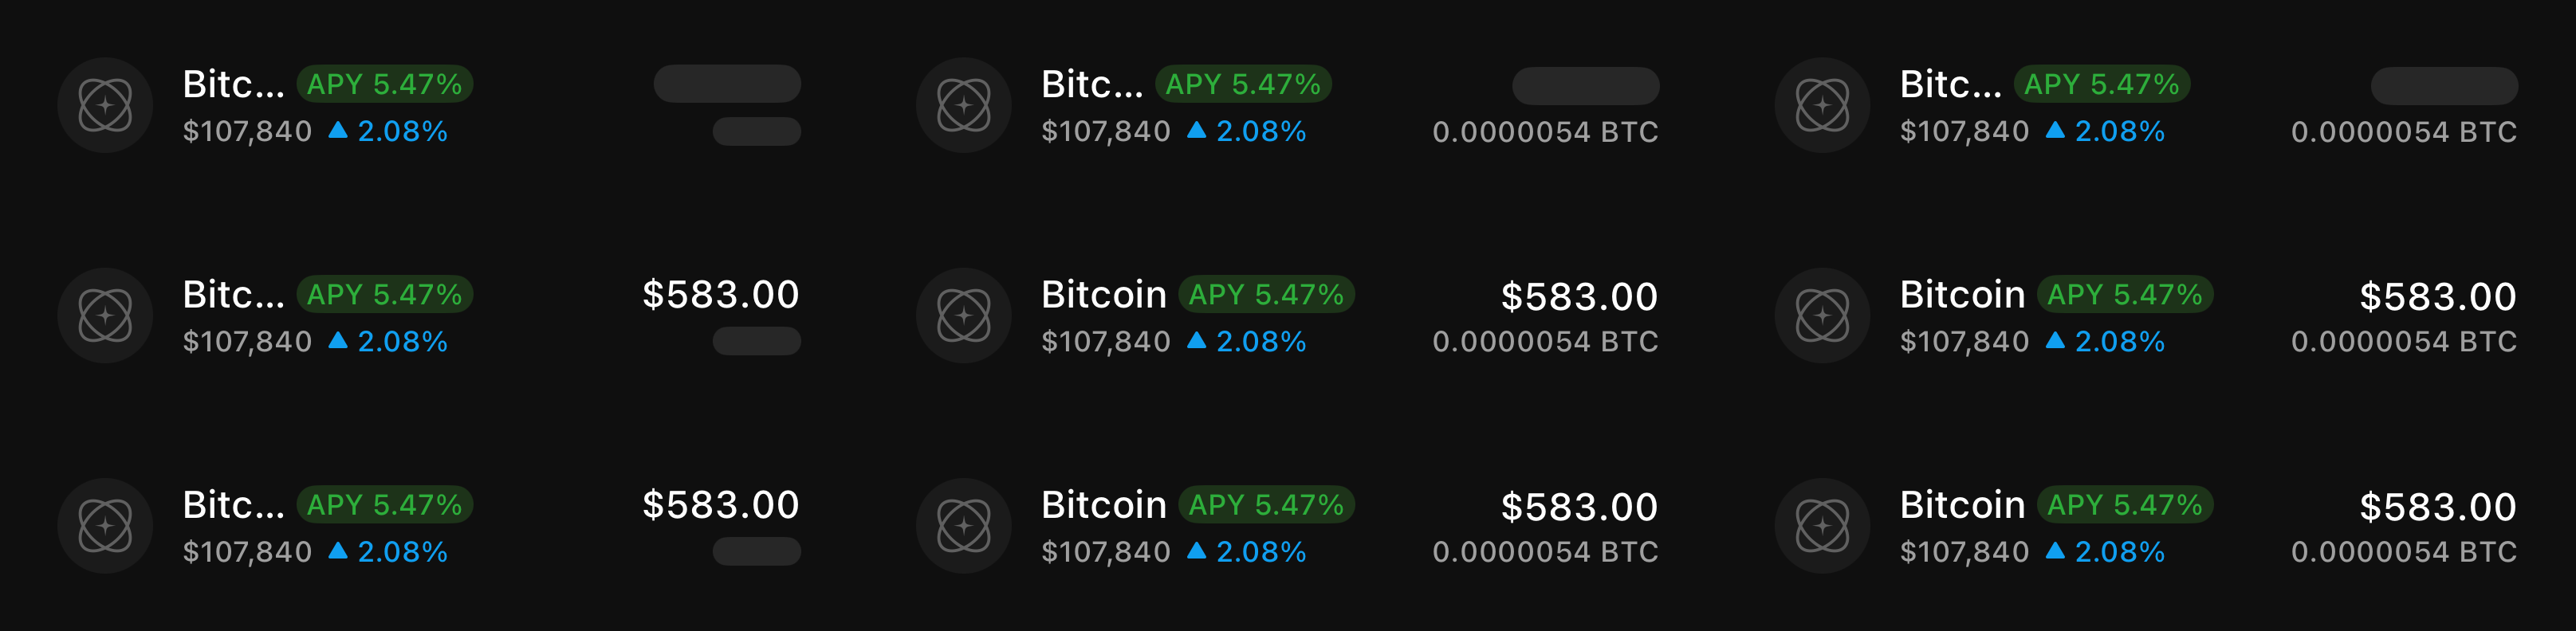 Bitc... APY 5.47%
$107,840 ▲ 2.08%
Bitc... APY 5.47%
$107,840 ▲ 2.08% 0.0000054 BTC
Bitc... APY 5.47%
$107,840 ▲ 2.08% 0.0000054 BTC
Bitc... APY 5.47% $583.00
$107,840 ▲ 2.08%
Bitcoin APY 5.47% $583.00
$107,840 ▲ 2.08% 0.0000054 BTC
Bitcoin APY 5.47% $583.00
$107,840 ▲ 2.08% 0.0000054 BTC
Bitc... APY 5.47% $583.00
$107,840 ▲ 2.08%
Bitcoin APY 5.47% $583.00
$107,840 ▲ 2.08% 0.0000054 BTC
Bitcoin APY 5.47% $583.00
$107,840 ▲ 2.08% 0.0000054 BTC